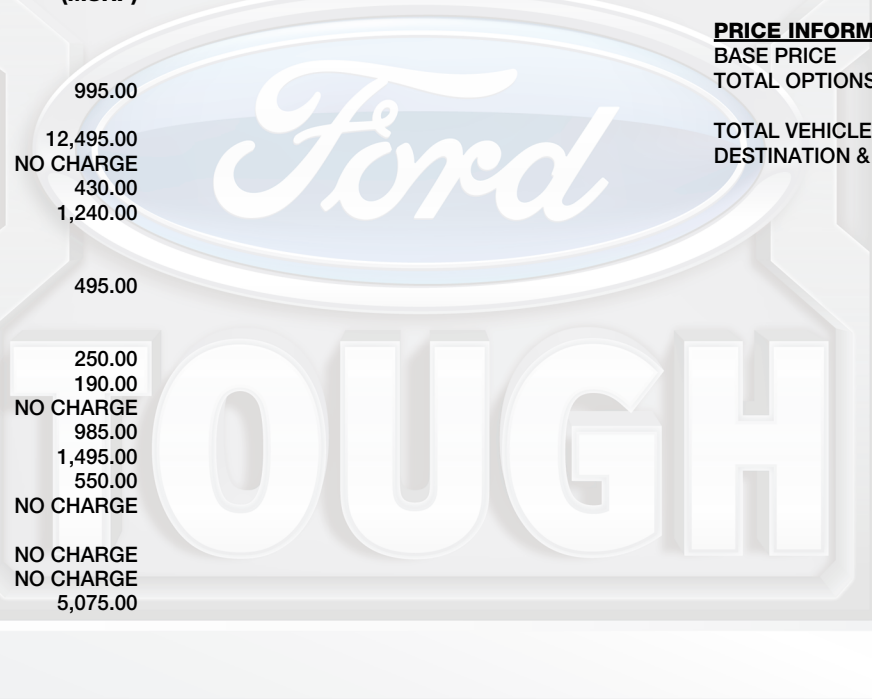 995.00
12,495.00
NO CHARGE
430.00
1,240.00
495.00
250.00
190.00
NO CHARGE
985.00
1,495.00
550.00
NO CHARGE
NO CHARGE
NO CHARGE
5,075.00
PRICE INFORM
BASE PRICE
TOTAL OPTIONS
TOTAL VEHICLE
DESTINATION &
Ford
TOUGH